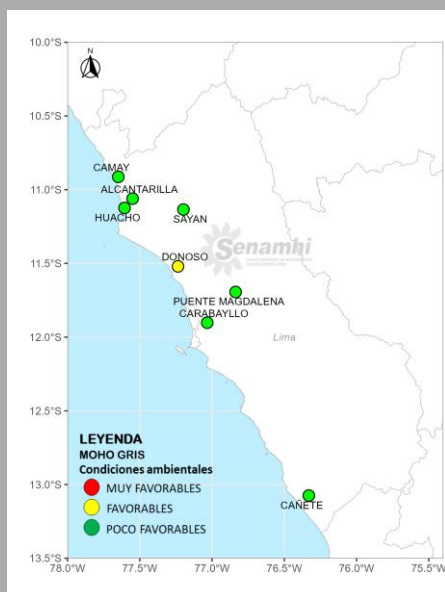 10.0°S
N
10.5°S
CAMAY
11.0°S
ALCANTARILLA
HUACHO
SAYAN
Senamhi
DONOSO
11.5°S
PUENTE MAGDALENA
CARABAYLLO
12.0°S
Lima
12.5°S
LEYENDA
MOHO GRIS
Condiciones ambientales
MUY FAVORABLES
FAVORABLES
POCO FAVORABLES
13.0°S
CAÑETE
13.5°S
78.0°W
77.5°W
77.0°W
76.5°W
76.0°W
75.5°W